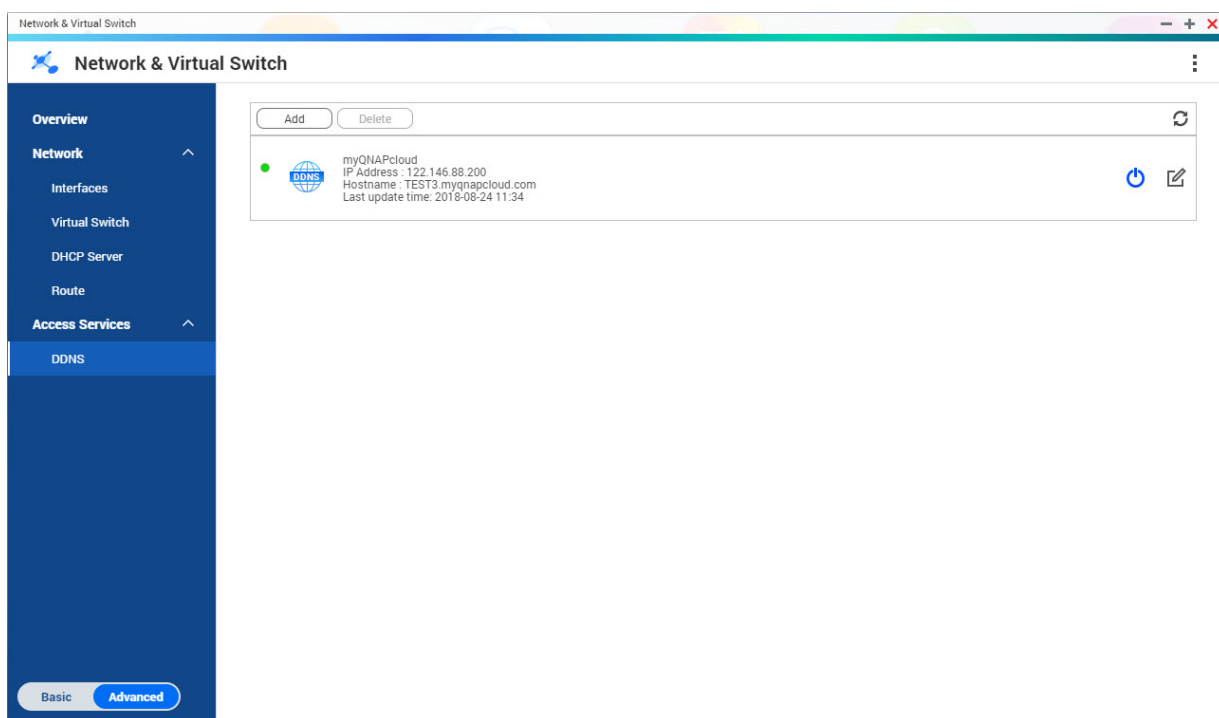 Network & Virtual Switch
Network & Virtual Switch
Overview
Network
Interfaces
Virtual Switch
DHCP Server
Route
Access Services
DDNS
Basic
Advanced
Add
Delete
DDNS
myQNAPcloud
IP Address : 122.146.88.200
Hostname : TEST3.myqnapcloud.com
Last update time: 2018-08-24 11:34